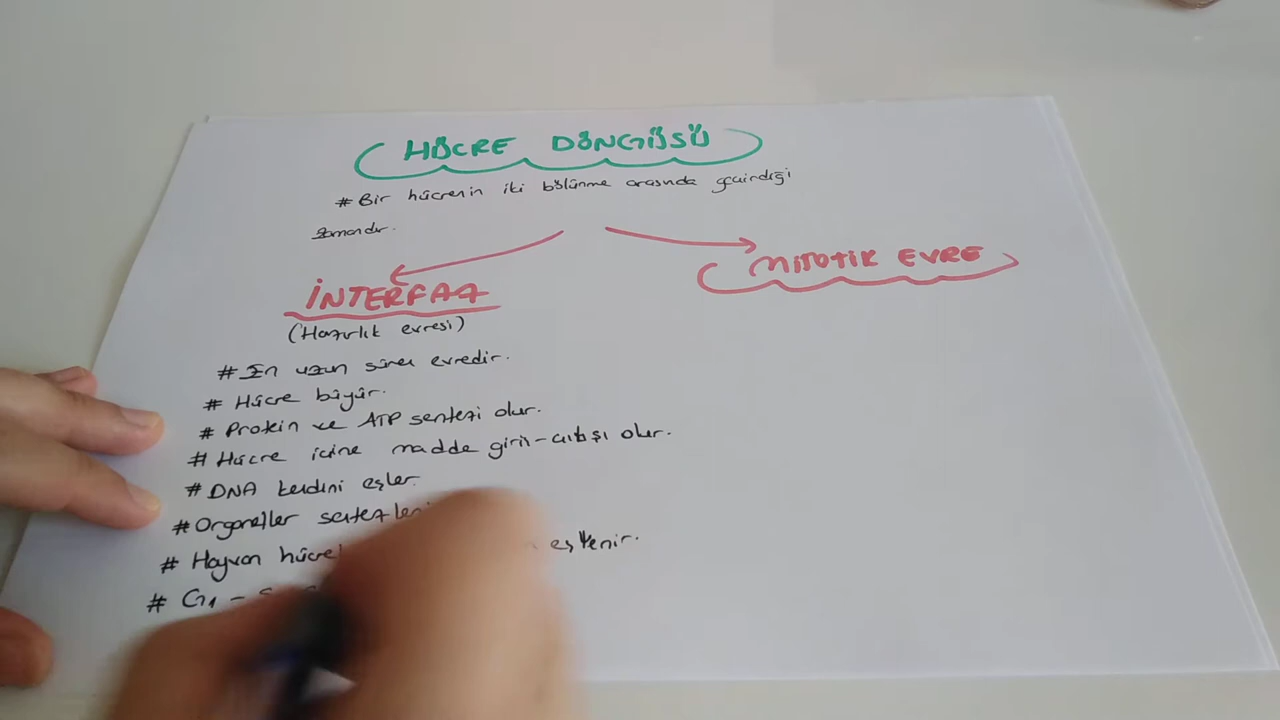 HÜCRE DÖNGÜSÜ
# Bir hücrenin iki bölünme arasında geçirdiği
zamandır.
İNTERFAZ
MİTOTİK EVRE
(Hazırlık evresi)
# En uzun süren evredir.
# Hücre büyür.
# Protein ve ATP sentezi olur.
# Hücre içine madde giriş-çıkışı olur.
# DNA kendini eşler.
# Organeller
# Hayvan eşlenir.
# G1 - S